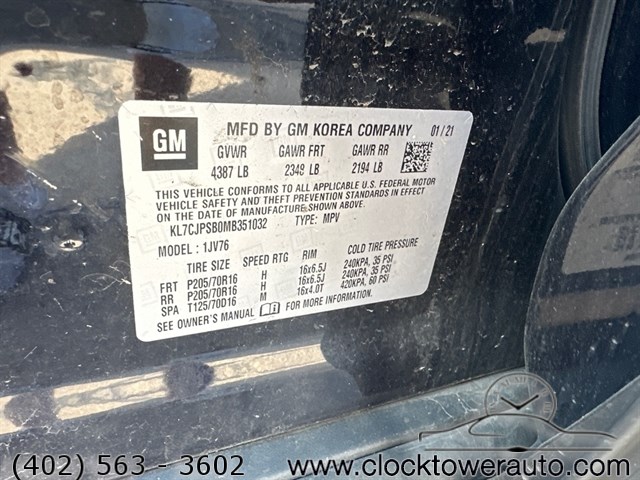 GM
MFD BY GM KOREA COMPANY 01/21
GVWR GAWR FRT GAWR RR
4387 LB 2348 LB 2194 LB
THIS VEHICLE CONFORMS TO ALL APPLICABLE U.S. FEDERAL MOTOR
VEHICLE SAFETY AND THEFT PREVENTION STANDARDS IN EFFECT
ON THE DATE OF MANUFACTURE SHOWN ABOVE.
KL7CJPSB0MB351032 TYPE: MPV
MODEL: 1JV76
TIRE SIZE SPEED RTG RIM COLD TIRE PRESSURE
FRT P205/70R16 H 16x6.5J 240KPA, 35 PSI
RR P205/70R16 H 16x6.5J 240KPA, 35 PSI
SPA T125/70D16 M 16x4.0T 420KPA, 60 PSI
SEE OWNER'S MANUAL FOR MORE INFORMATION.
(402) 563 - 3602 www.clocktowerauto.com